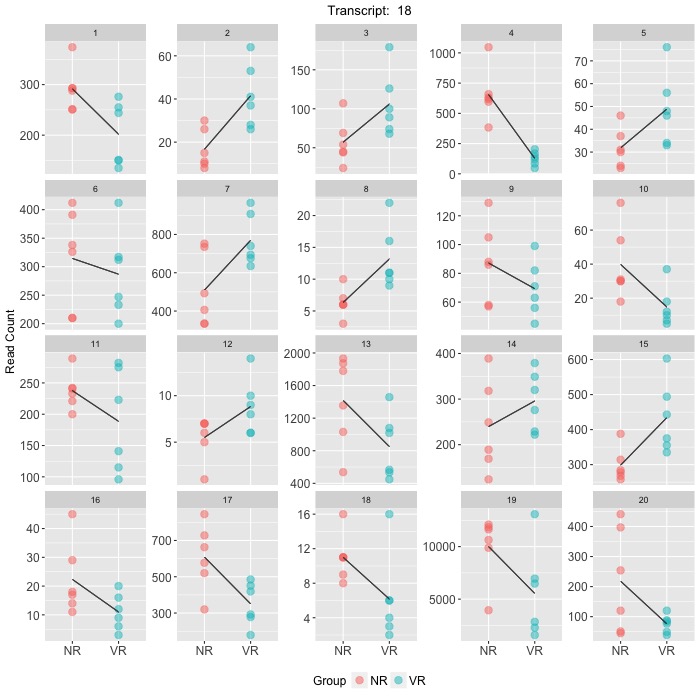 Transcript: 18
1 2 3 4 5
300 200
60 40 20
150 100 50
1000 750 500 250 0
70 60 50 40 30
6 7 8 9 10
400 350 300 250 200
800 600 400
20 15 10 5
120 100 80 60
60 40 20
Read Count
11 12 13 14 15
250 200 150 100
10 5
2000 1600 1200 800 400
400 300 200
600 500 400 300
16 17 18 19 20
40 30 20 10
700 500 300
16 12 8 4
10000 5000
400 300 200 100
NR VR NR VR NR VR NR VR NR VR
Group NR VR